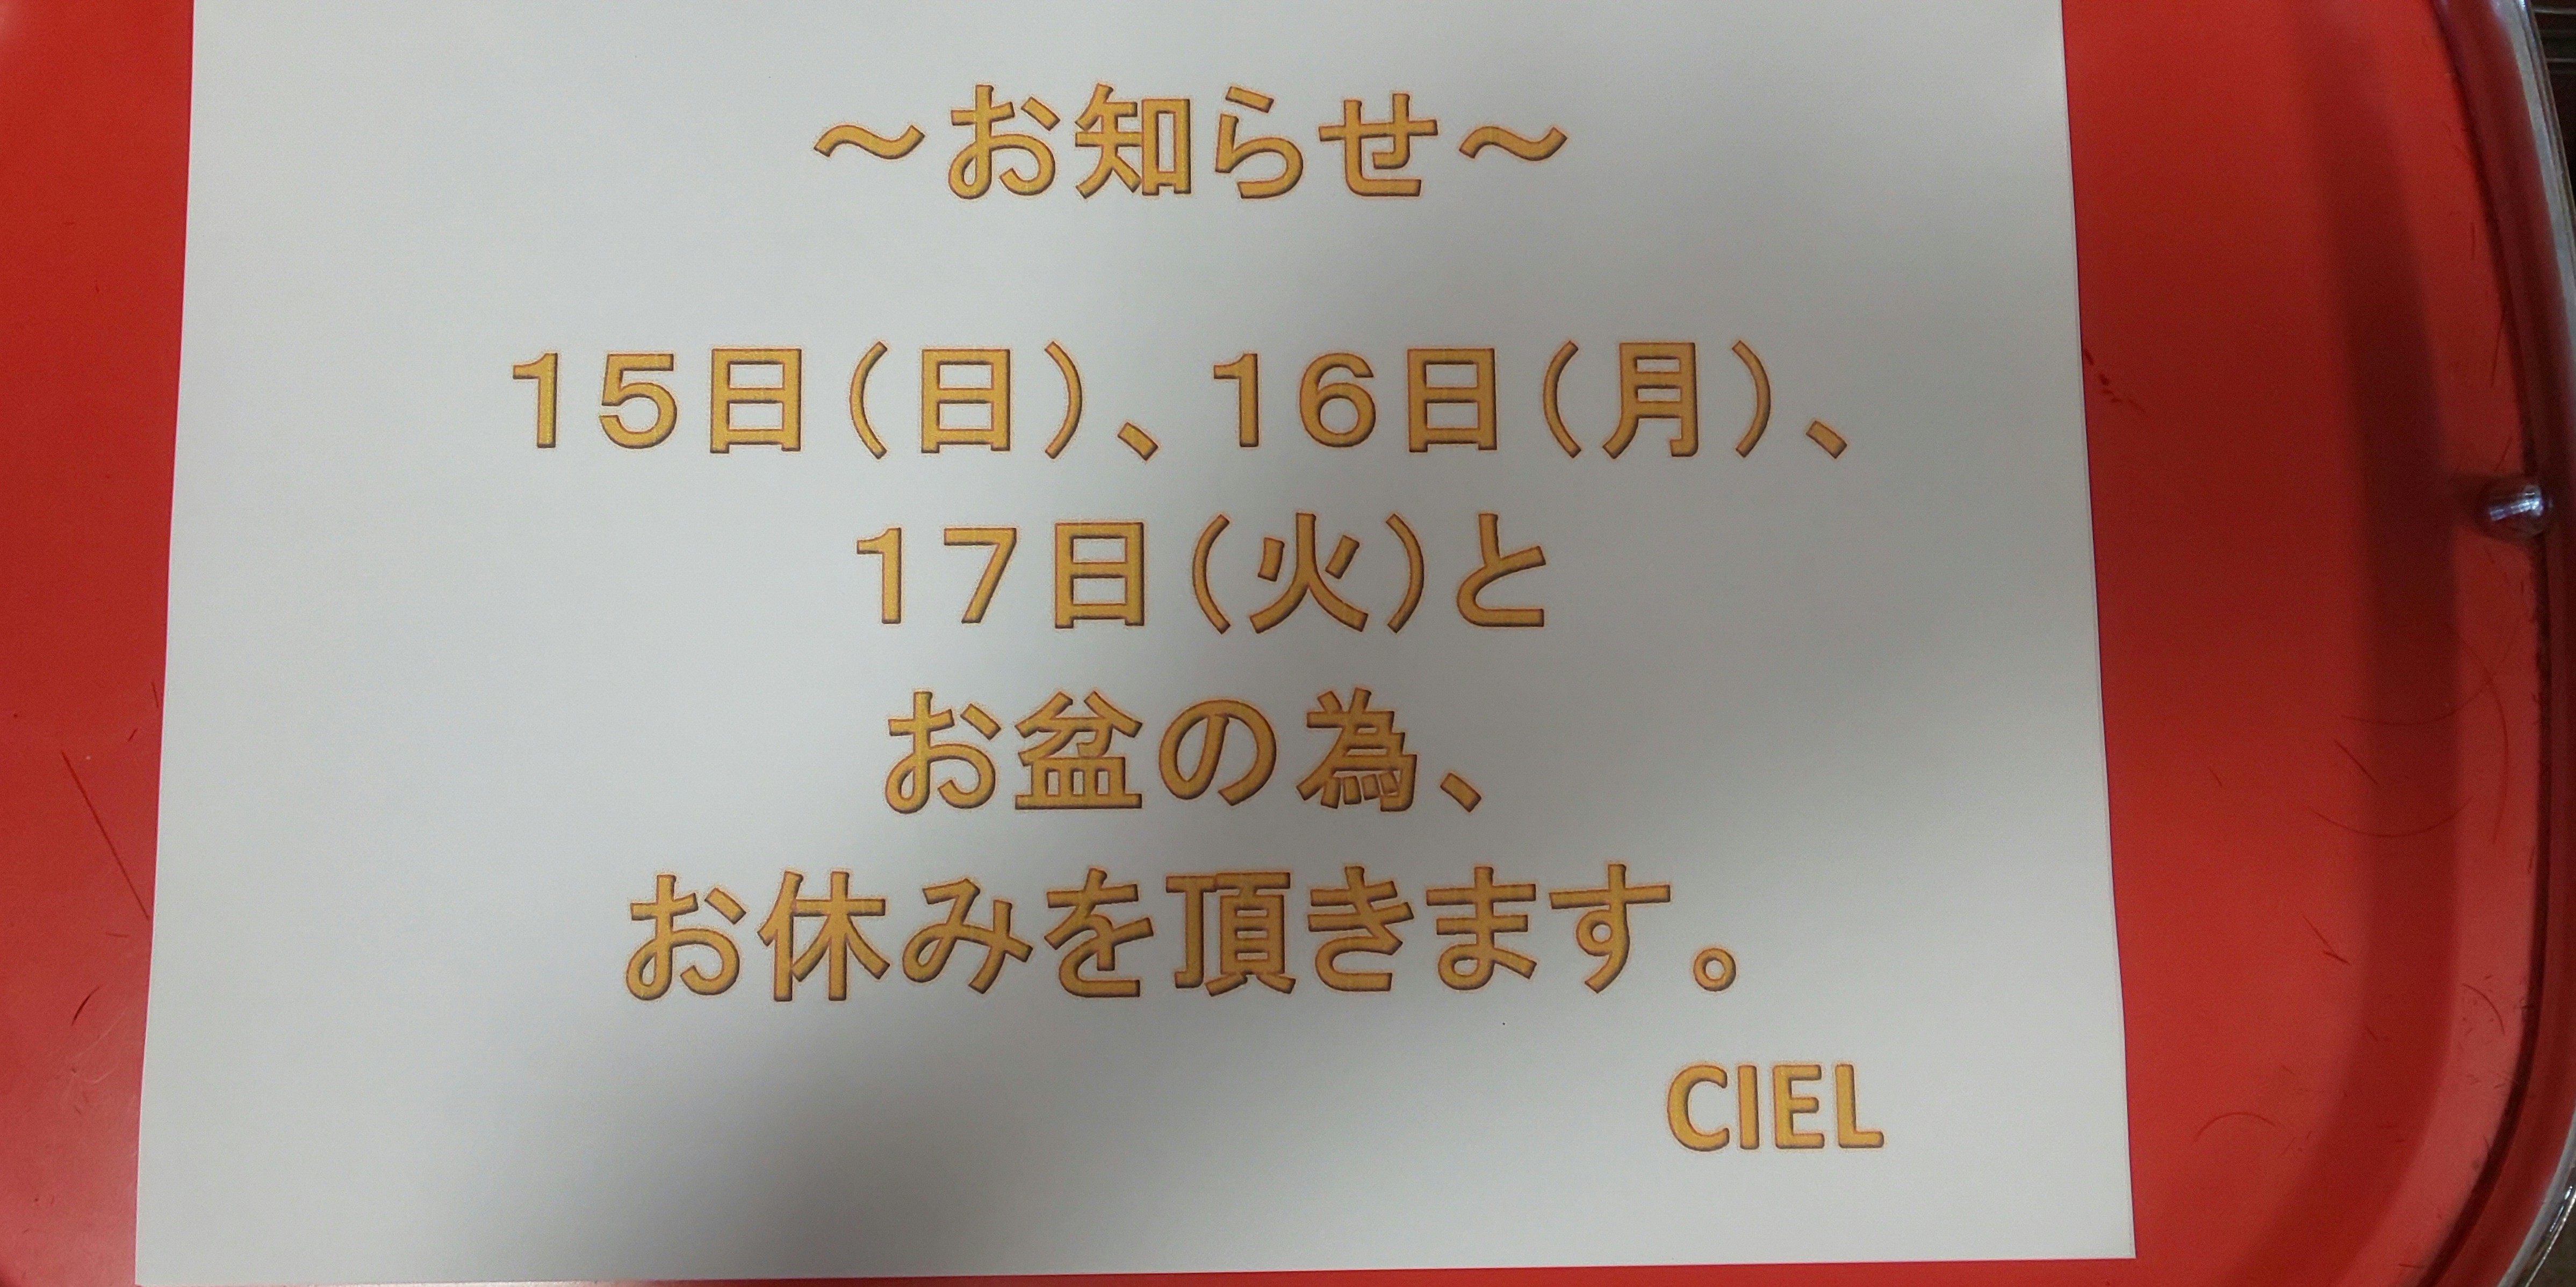 ～お知らせ～
１５日（日）、１６日（月）、
１７日（火）と
お盆の為、
お休みを頂きます。
CIEL